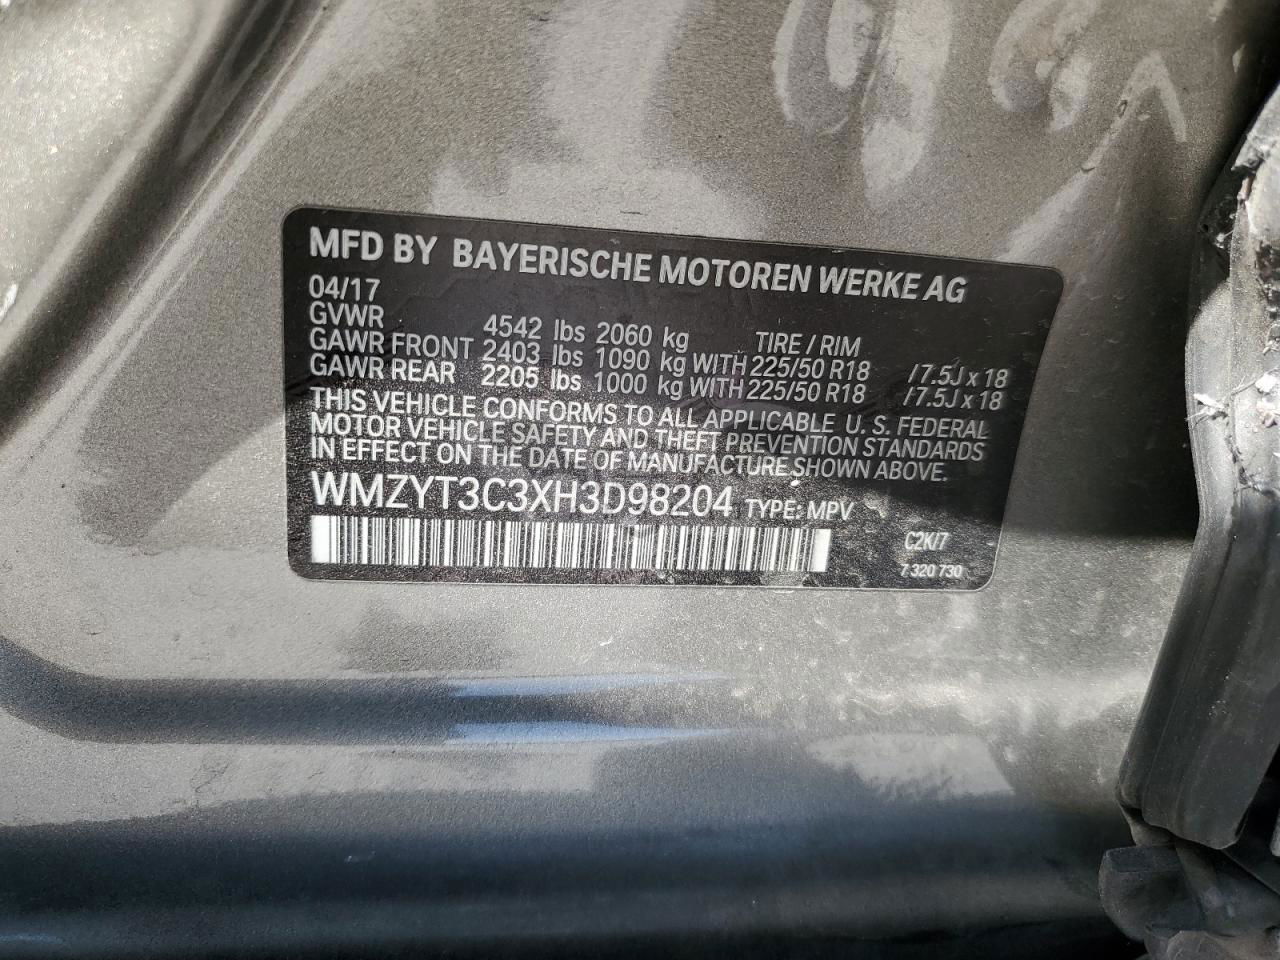 MFD BY BAYERISCHE MOTOREN WERKE AG
04/17
GVWR 4542 lbs 2060 kg TIRE / RIM
GAWR FRONT 2403 lbs 1090 kg WITH 225/50 R18 /7.5J x 18
GAWR REAR 2205 lbs 1000 kg WITH 225/50 R18 /7.5J x 18
THIS VEHICLE CONFORMS TO ALL APPLICABLE U. S. FEDERAL
MOTOR VEHICLE SAFETY AND THEFT PREVENTION STANDARDS
IN EFFECT ON THE DATE OF MANUFACTURE SHOWN ABOVE.
WMZYT3C3XH3D98204 TYPE: MPV
C2K/7
7 320 730